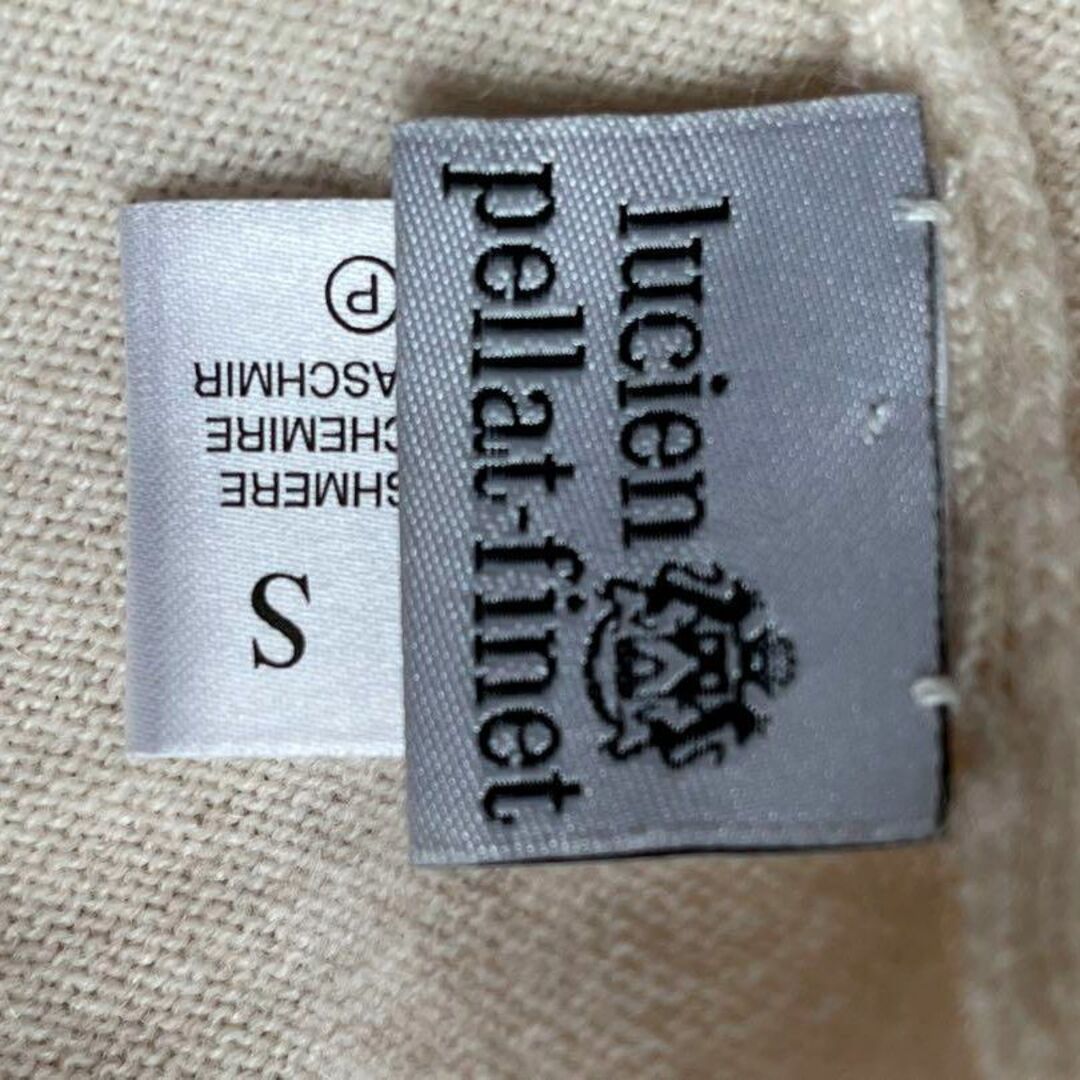 lucien
pellat-finet
S
SHMERE
CHEMIRE
ASCHMIR
P